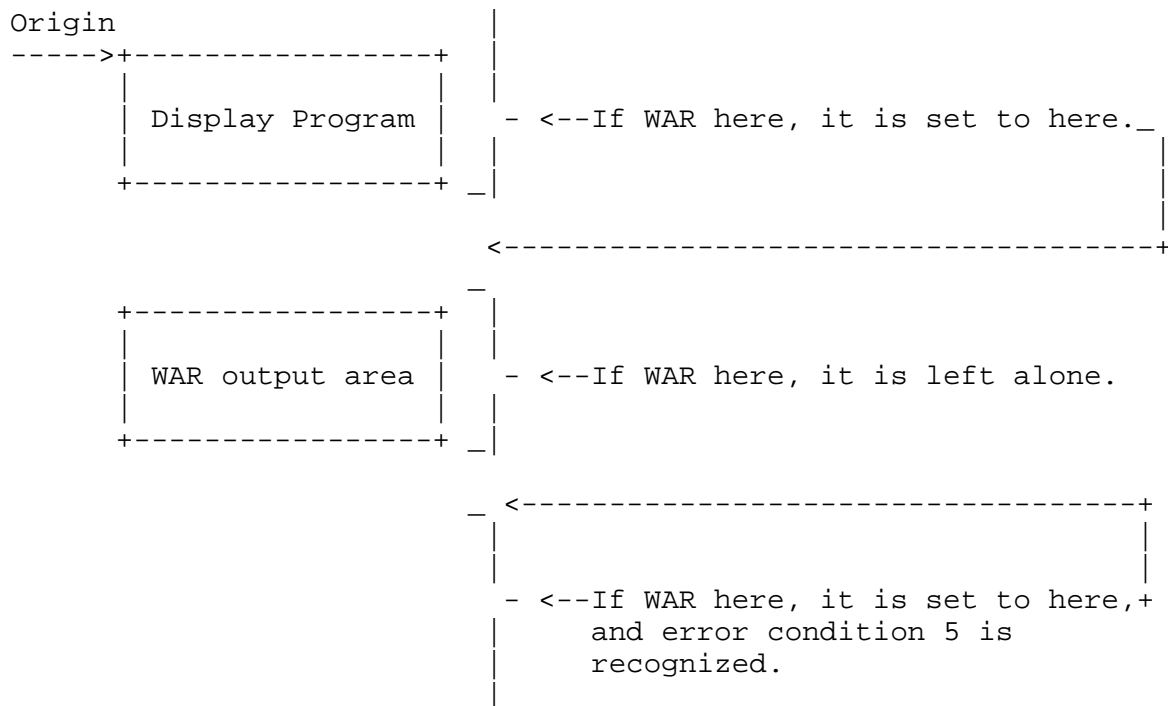 Origin
Display Program
<--If WAR here, it is set to here.
WAR output area
<--If WAR here, it is left alone.
<--If WAR here, it is set to here,
and error condition 5 is
recognized.